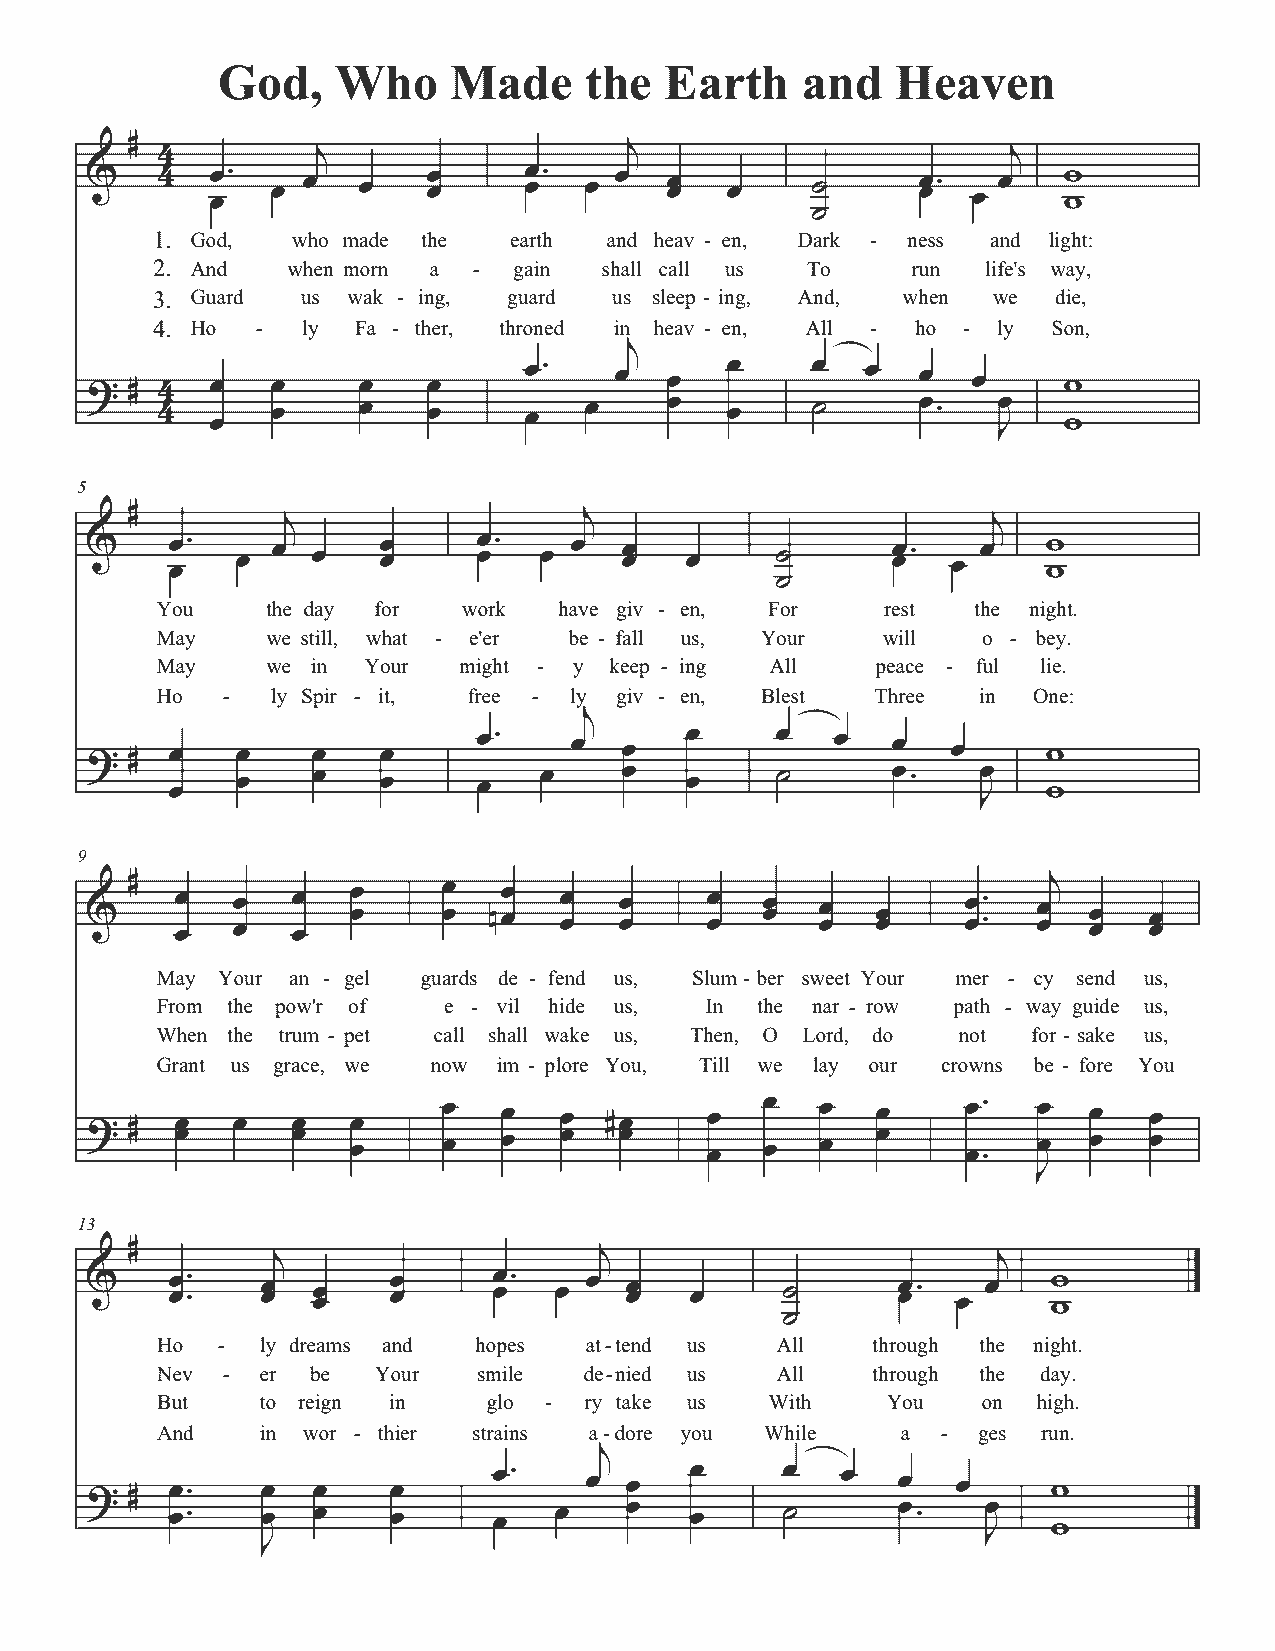 God, Who Made the Earth and Heaven
4
4
1. God, who made the earth and heav - en, Dark - ness and light:
2. And when morn a - gain shall call us To run life's way,
3. Guard us wak - ing, guard us sleep - ing, And, when we die,
4. Ho - ly Fa - ther, throned in heav - en, All - ho - ly Son,
4
4
5
You the day for work have giv - en, For rest the night.
May we still, what - e'er be - fall us, Your will o - bey.
May we in Your might - y keep - ing All peace - ful lie.
Ho - ly Spir - it, free - ly giv - en, Blest Three in One:
9
May Your an - gel guards de - fend us, Slum - ber sweet Your mer - cy send us,
From the pow'r of e - vil hide us, In the nar - row path - way guide us,
When the trum - pet call shall wake us, Then, O Lord, do not for - sake us,
Grant us grace, we now im - plore You, Till we lay our crowns be - fore You
13
Ho - ly dreams and hopes at - tend us All through the night.
Nev - er be Your smile de - nied us All through the day.
But to reign in glo - ry take us With You on high.
And in wor - thier strains a - dore you While a - ges run.